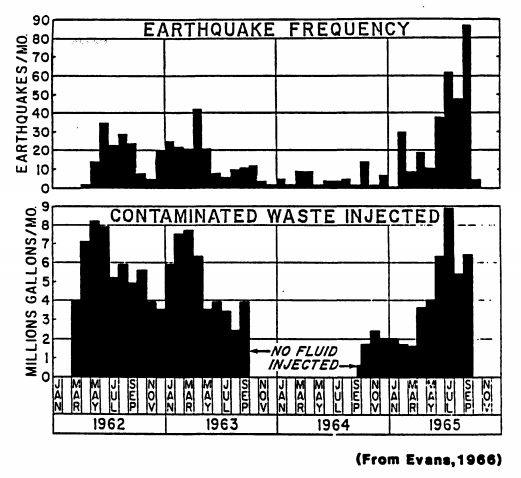 EARTHQUAKE FREQUENCY
EARTHQUAKES/MO.
90
80
70
60
50
40
30
20
10
0
CONTAMINATED WASTE INJECTED
MILLIONS GALLONS/MO.
9
8
7
6
5
4
3
2
1
0
NO FLUID
INJECTED
JAN MAR MAY JUL SEP NOV JAN MAR MAY JUL SEP NOV JAN MAR MAY JUL SEP NOV JAN MAR MAY JUL SEP NOV
1962 1963 1964 1965
(From Evans,1966)